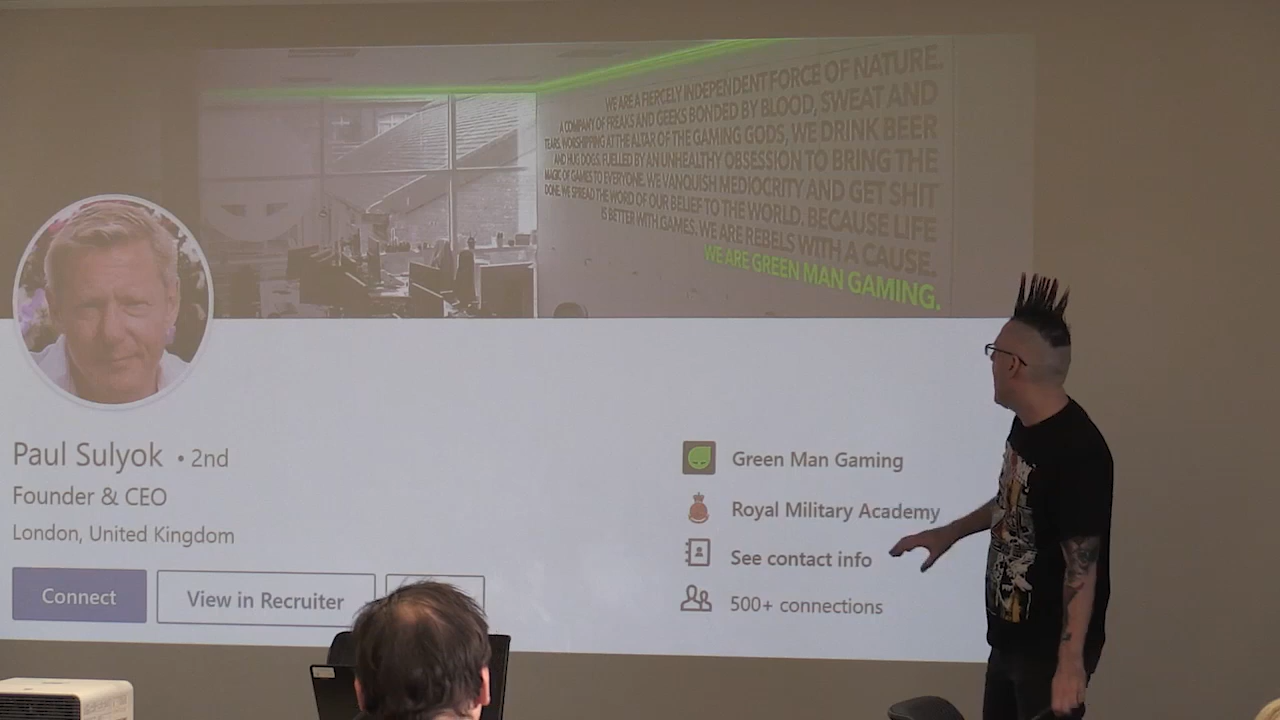 WE ARE A FIERCELY INDEPENDENT FORCE OF NATURE.
A COMPANY OF FREAKS AND GEEKS BONDED BY BLOOD, SWEAT AND
TEARS. WORSHIPPING AT THE ALTAR OF THE GAMING GODS, WE DRINK BEER
AND HUG DOGS. FUELLED BY AN UNHEALTHY OBSESSION TO BRING THE
MAGIC OF GAMES TO EVERYONE. WE VANQUISH MEDIOCRITY AND GET SHIT
DONE. WE SPREAD THE WORD OF OUR BELIEF TO THE WORLD. BECAUSE LIFE
IS BETTER WITH GAMES. WE ARE REBELS WITH A CAUSE.
WE ARE GREEN MAN GAMING.
Paul Sulyok • 2nd
Founder & CEO
London, United Kingdom
Connect
View in Recruiter
Green Man Gaming
Royal Military Academy
See contact info
500+ connections